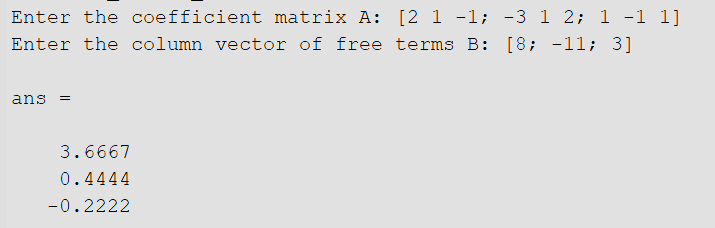 Enter the coefficient matrix A: [2 1 -1; -3 1 2; 1 -1 1]
Enter the column vector of free terms B: [8; -11; 3]
ans =
3.6667
0.4444
-0.2222